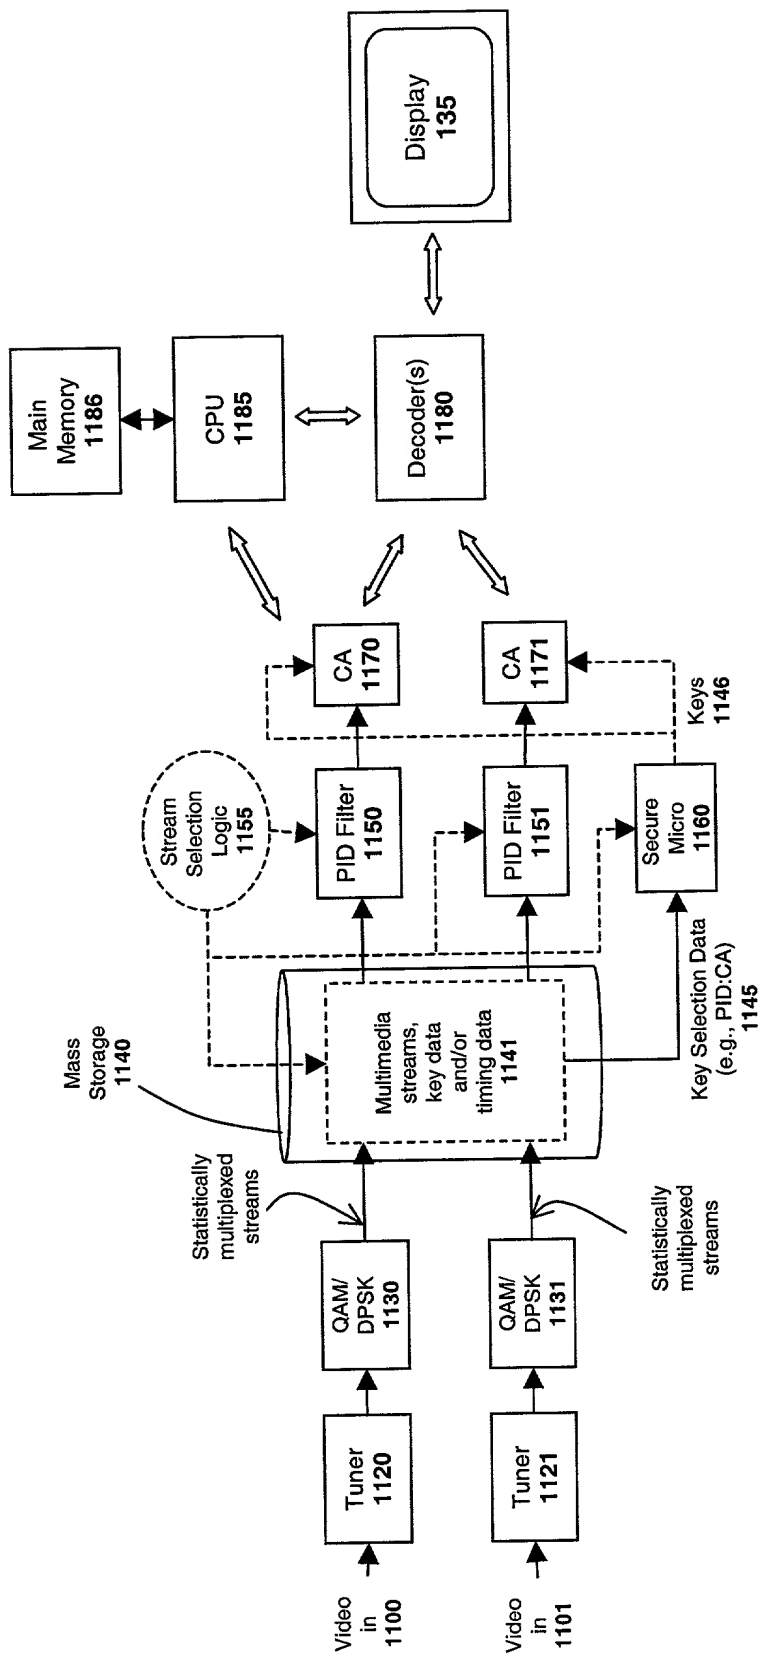 Video
in
1100
Tuner
1120
QAM/
DPSK
1130
Statistically
multiplexed
streams
Mass
Storage
1140
Multimedia
streams,
key data
and/or
timing data
1141
Stream
Selection
Logic
1155
PID Filter
1150
CA
1170
Main
Memory
1186
CPU
1185
Decoder(s)
1180
Display
135
Video
in
1101
Tuner
1121
QAM/
DPSK
1131
Statistically
multiplexed
streams
PID Filter
1151
CA
1171
Key Selection Data
(e.g., PID:CA)
1145
Secure
Micro
1160
Keys
1146